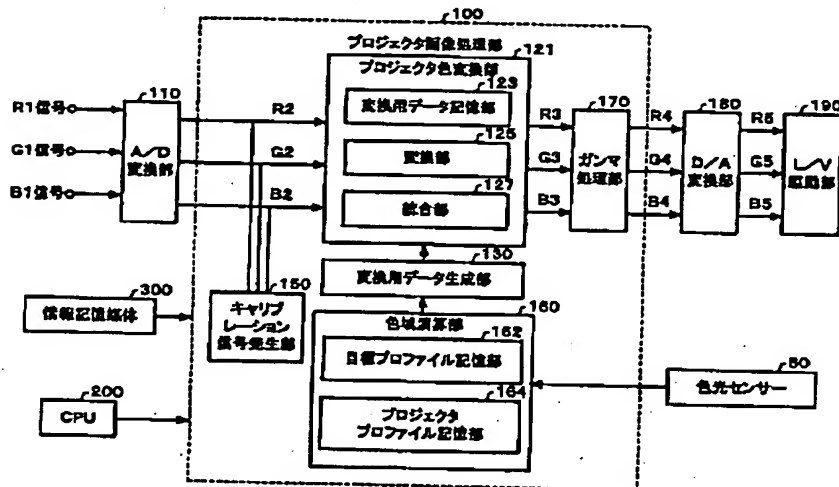 100
プロジェクタ画像処理部
121
プロジェクタ色変換部
123
変換用データ記憶部
125
変換部
127
統合部
110
A/D
変換部
R1信号
G1信号
B1信号
R2
G2
B2
R3
G3
B3
170
ガンマ
処理部
R4
G4
B4
180
D/A
変換部
R5
G5
B5
190
L/V
駆動部
130
変換用データ生成部
150
キャリブ
レーション
信号発生部
160
色域演算部
162
目標プロファイル記憶部
164
プロジェクタ
プロファイル記憶部
300
情報記憶媒体
200
CPU
60
色光センサー